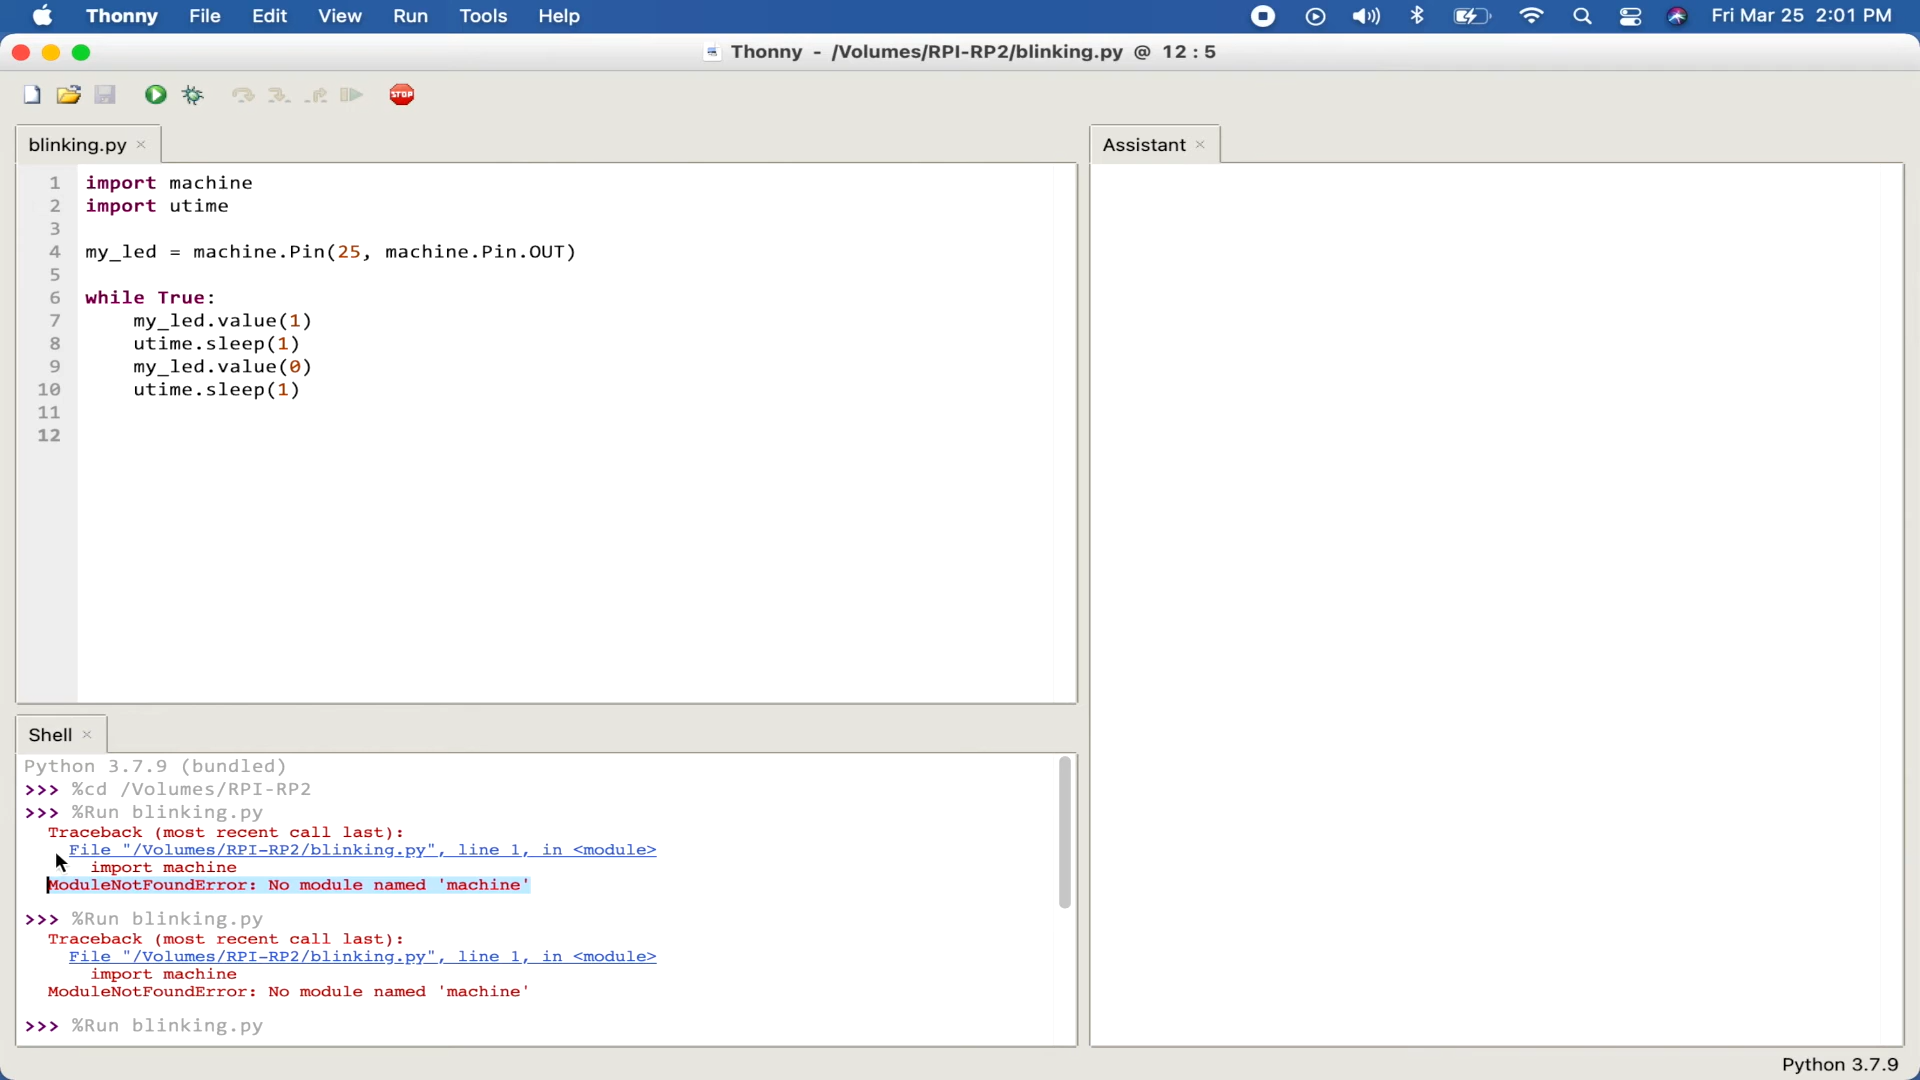 Thonny File Edit View Run Tools Help Fri Mar 25 2:01 PM
Thonny - /Volumes/RPI-RP2/blinking.py @ 12 : 5
STOP
blinking.py ×
Assistant ×
1 import machine
2 import utime
3
4 my_led = machine.Pin(25, machine.Pin.OUT)
5
6 while True:
7     my_led.value(1)
8     utime.sleep(1)
9     my_led.value(0)
10     utime.sleep(1)
11
12
Shell ×
Python 3.7.9 (bundled)
>>> %cd /Volumes/RPI-RP2
>>> %Run blinking.py
Traceback (most recent call last):
  File "/Volumes/RPI-RP2/blinking.py", line 1, in <module>
    import machine
ModuleNotFoundError: No module named 'machine'
>>> %Run blinking.py
Traceback (most recent call last):
  File "/Volumes/RPI-RP2/blinking.py", line 1, in <module>
    import machine
ModuleNotFoundError: No module named 'machine'
>>> %Run blinking.py
Python 3.7.9